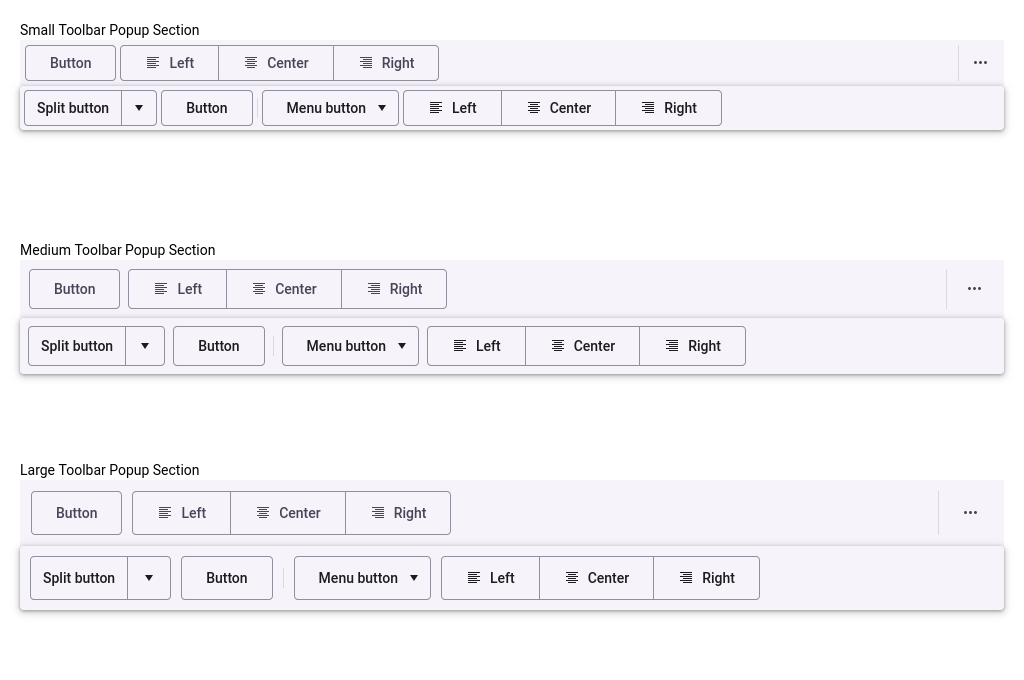 Small Toolbar Popup Section
Button Left Center Right
Split button Button Menu button Left Center Right
Medium Toolbar Popup Section
Button Left Center Right
Split button Button Menu button Left Center Right
Large Toolbar Popup Section
Button Left Center Right
Split button Button Menu button Left Center Right